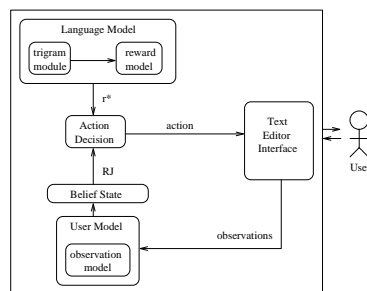 Language Model
trigram
module
reward
model
r*
Action
Decision
action
Text
Editor
Interface
User
RJ
Belief State
User Model
observations
observation
model